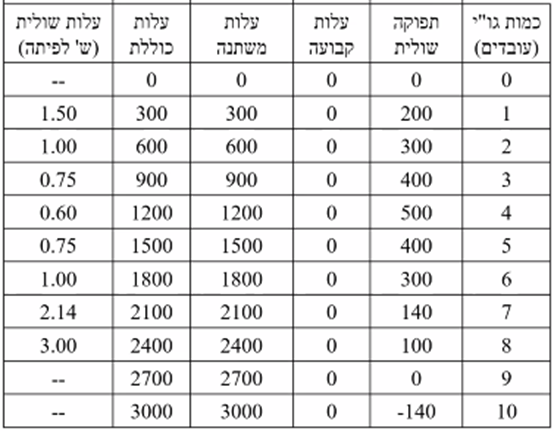 כמות גו"י (עובדים) תפוקה שולית עלות קבועה עלות משתנה עלות כוללת עלות שולית (ש' לפיתה)
0 0 0 0 0 --
1 200 0 300 300 1.50
2 300 0 600 600 1.00
3 400 0 900 900 0.75
4 500 0 1200 1200 0.60
5 400 0 1500 1500 0.75
6 300 0 1800 1800 1.00
7 140 0 2100 2100 2.14
8 100 0 2400 2400 3.00
9 0 0 2700 2700 --
10 -140 0 3000 3000 --